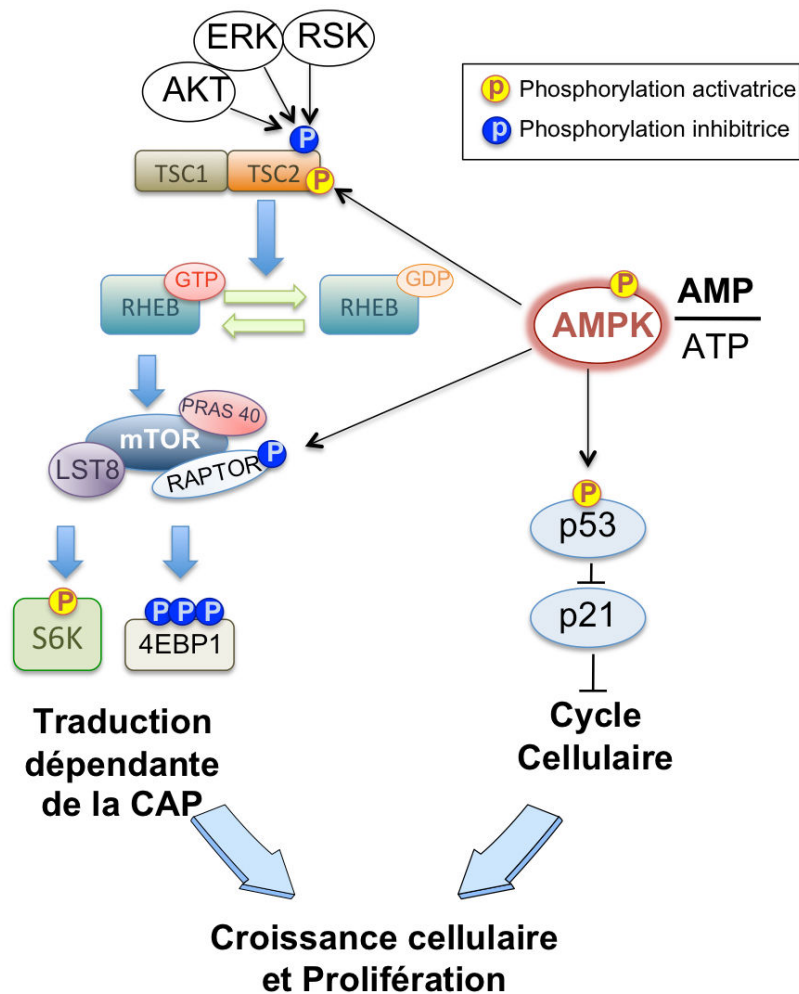 ERK
RSK
AKT
p Phosphorylation activatrice
p Phosphorylation inhibitrice
P
TSC1
TSC2
P
GTP
RHEB
GDP
RHEB
P
AMPK
AMP
ATP
PRAS 40
mTOR
LST8
RAPTOR
P
P
p53
P
S6K
P P P
4EBP1
p21
Traduction
dépendante
de la CAP
Cycle
Cellulaire
Croissance cellulaire
et Prolifération